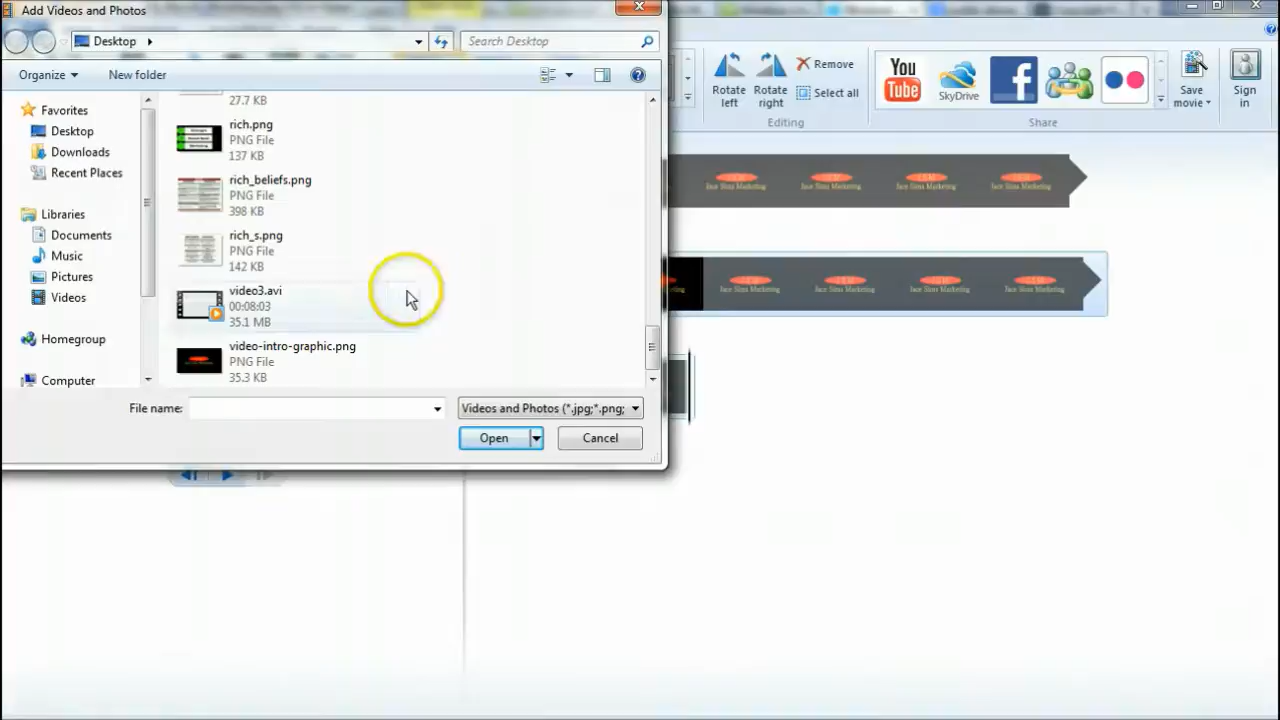 Add Videos and Photos
Desktop
Search Desktop
Organize
New folder
Favorites
Desktop
Downloads
Recent Places
Libraries
Documents
Music
Pictures
Videos
Homegroup
Computer
27.7 KB
rich.png
PNG File
137 KB
rich_beliefs.png
PNG File
398 KB
rich_s.png
PNG File
142 KB
video3.avi
00:08:03
35.1 MB
video-intro-graphic.png
PNG File
35.3 KB
File name:
Videos and Photos (*.jpg;*.png;
Open
Cancel
Rotate left
Rotate right
Remove
Select all
Editing
You Tube
SkyDrive
Share
Save movie
Sign in